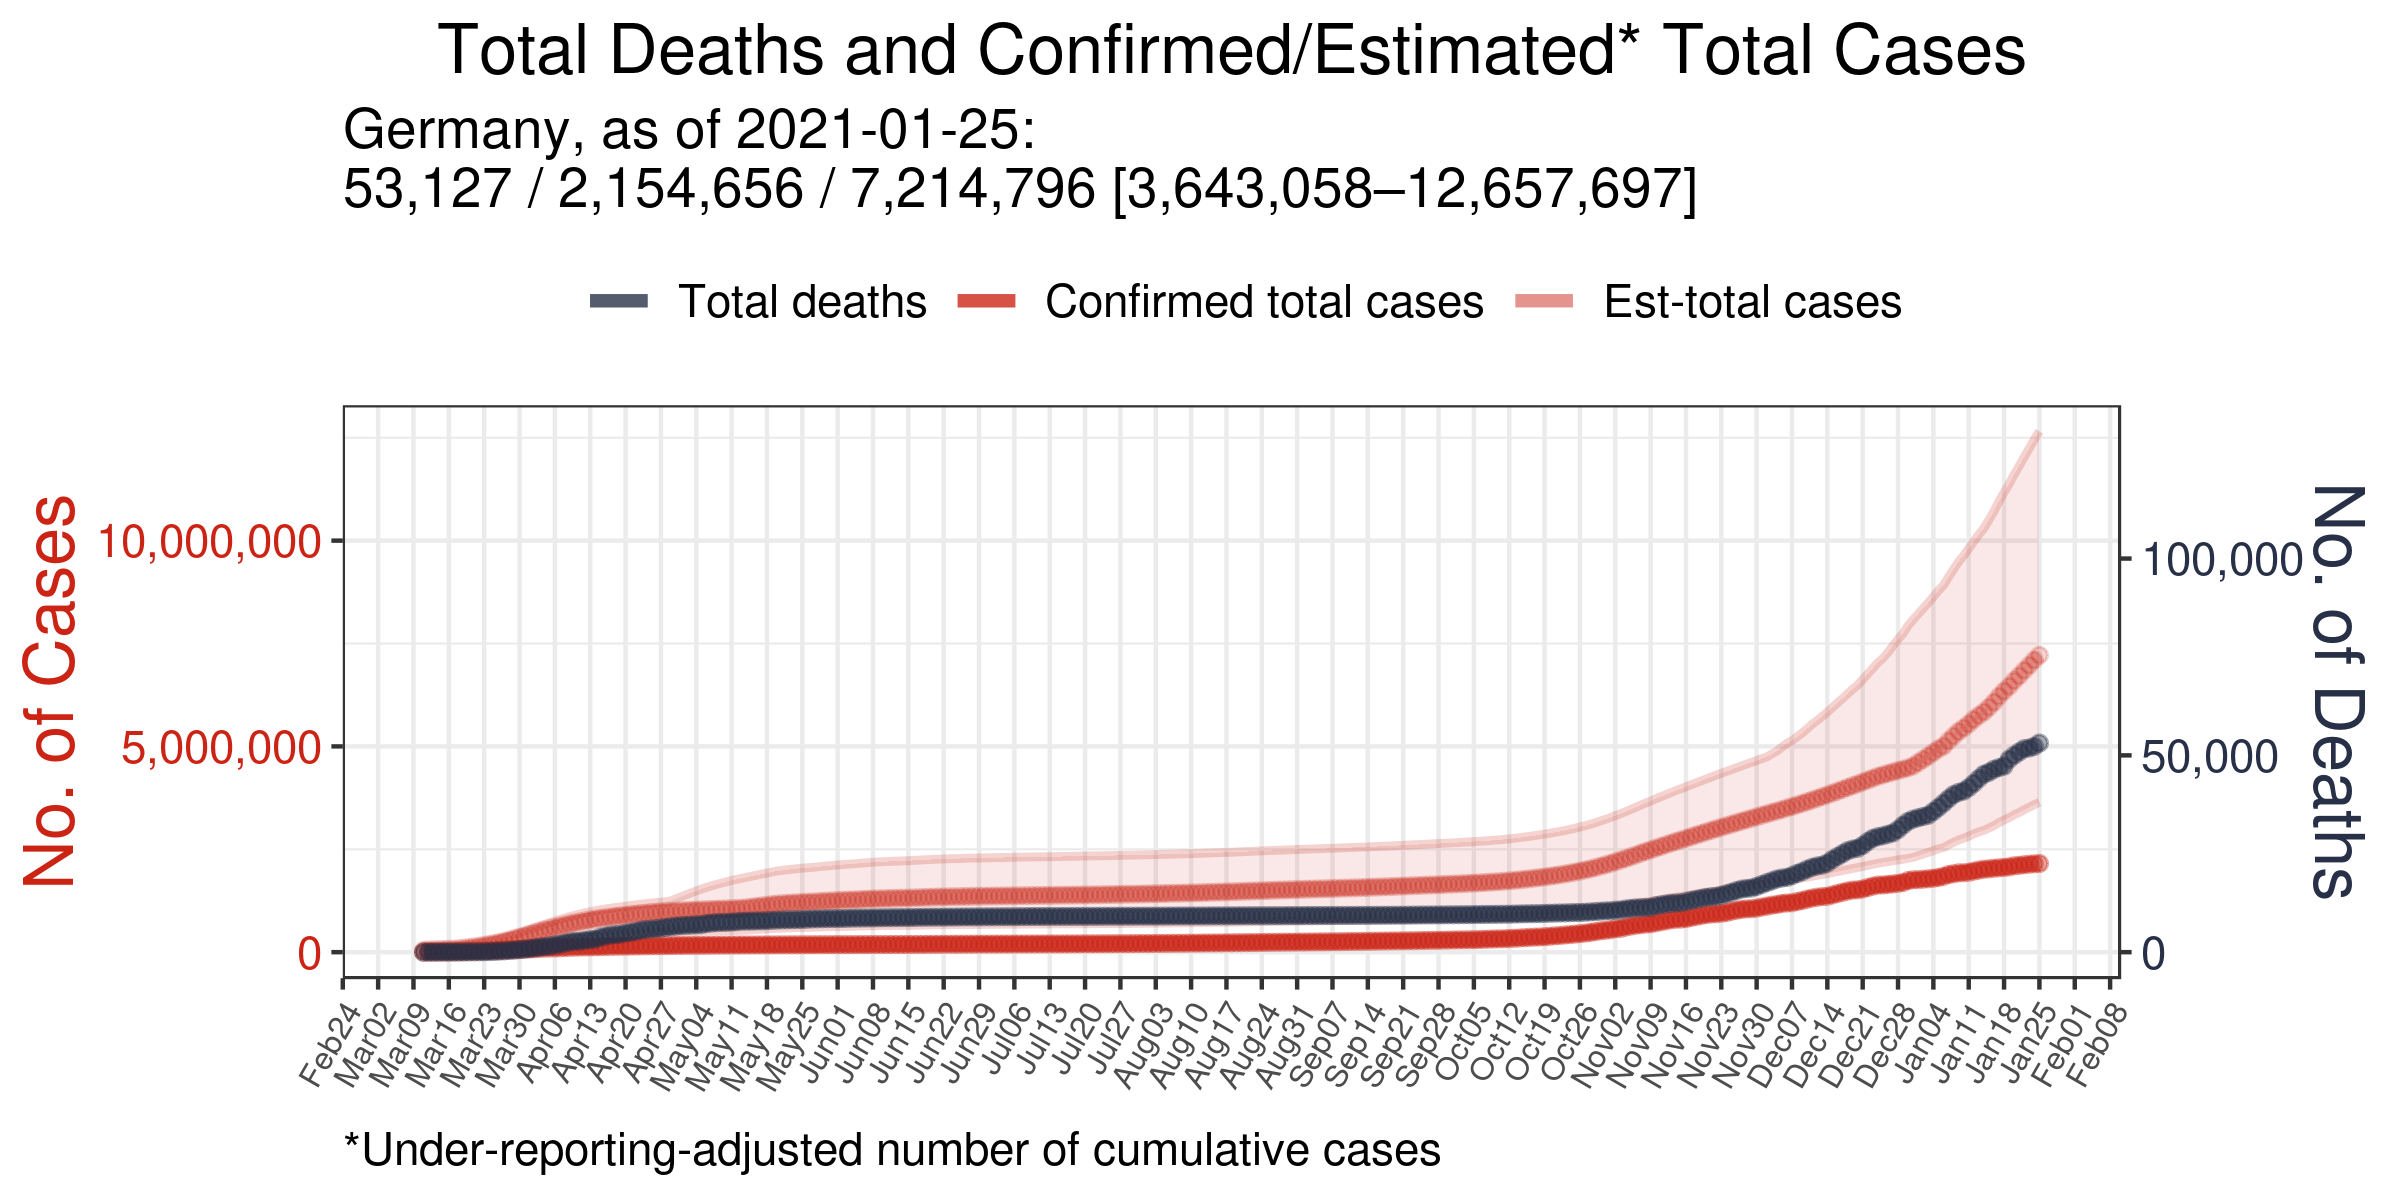 Total Deaths and Confirmed/Estimated* Total Cases
Germany, as of 2021-01-25:
53,127 / 2,154,656 / 7,214,796 [3,643,058–12,657,697]
Total deaths
Confirmed total cases
Est-total cases
No. of Cases
10,000,000
5,000,000
0
No. of Deaths
100,000
50,000
0
Feb24
Mar02
Mar09
Mar16
Mar23
Mar30
Apr06
Apr13
Apr20
Apr27
May04
May11
May18
May25
Jun01
Jun08
Jun15
Jun22
Jun29
Jul06
Jul13
Jul20
Jul27
Aug03
Aug10
Aug17
Aug24
Aug31
Sep07
Sep14
Sep21
Sep28
Oct05
Oct12
Oct19
Oct26
Nov02
Nov09
Nov16
Nov23
Nov30
Dec07
Dec14
Dec21
Dec28
Jan04
Jan11
Jan18
Jan25
Feb01
Feb08
*Under-reporting-adjusted number of cumulative cases